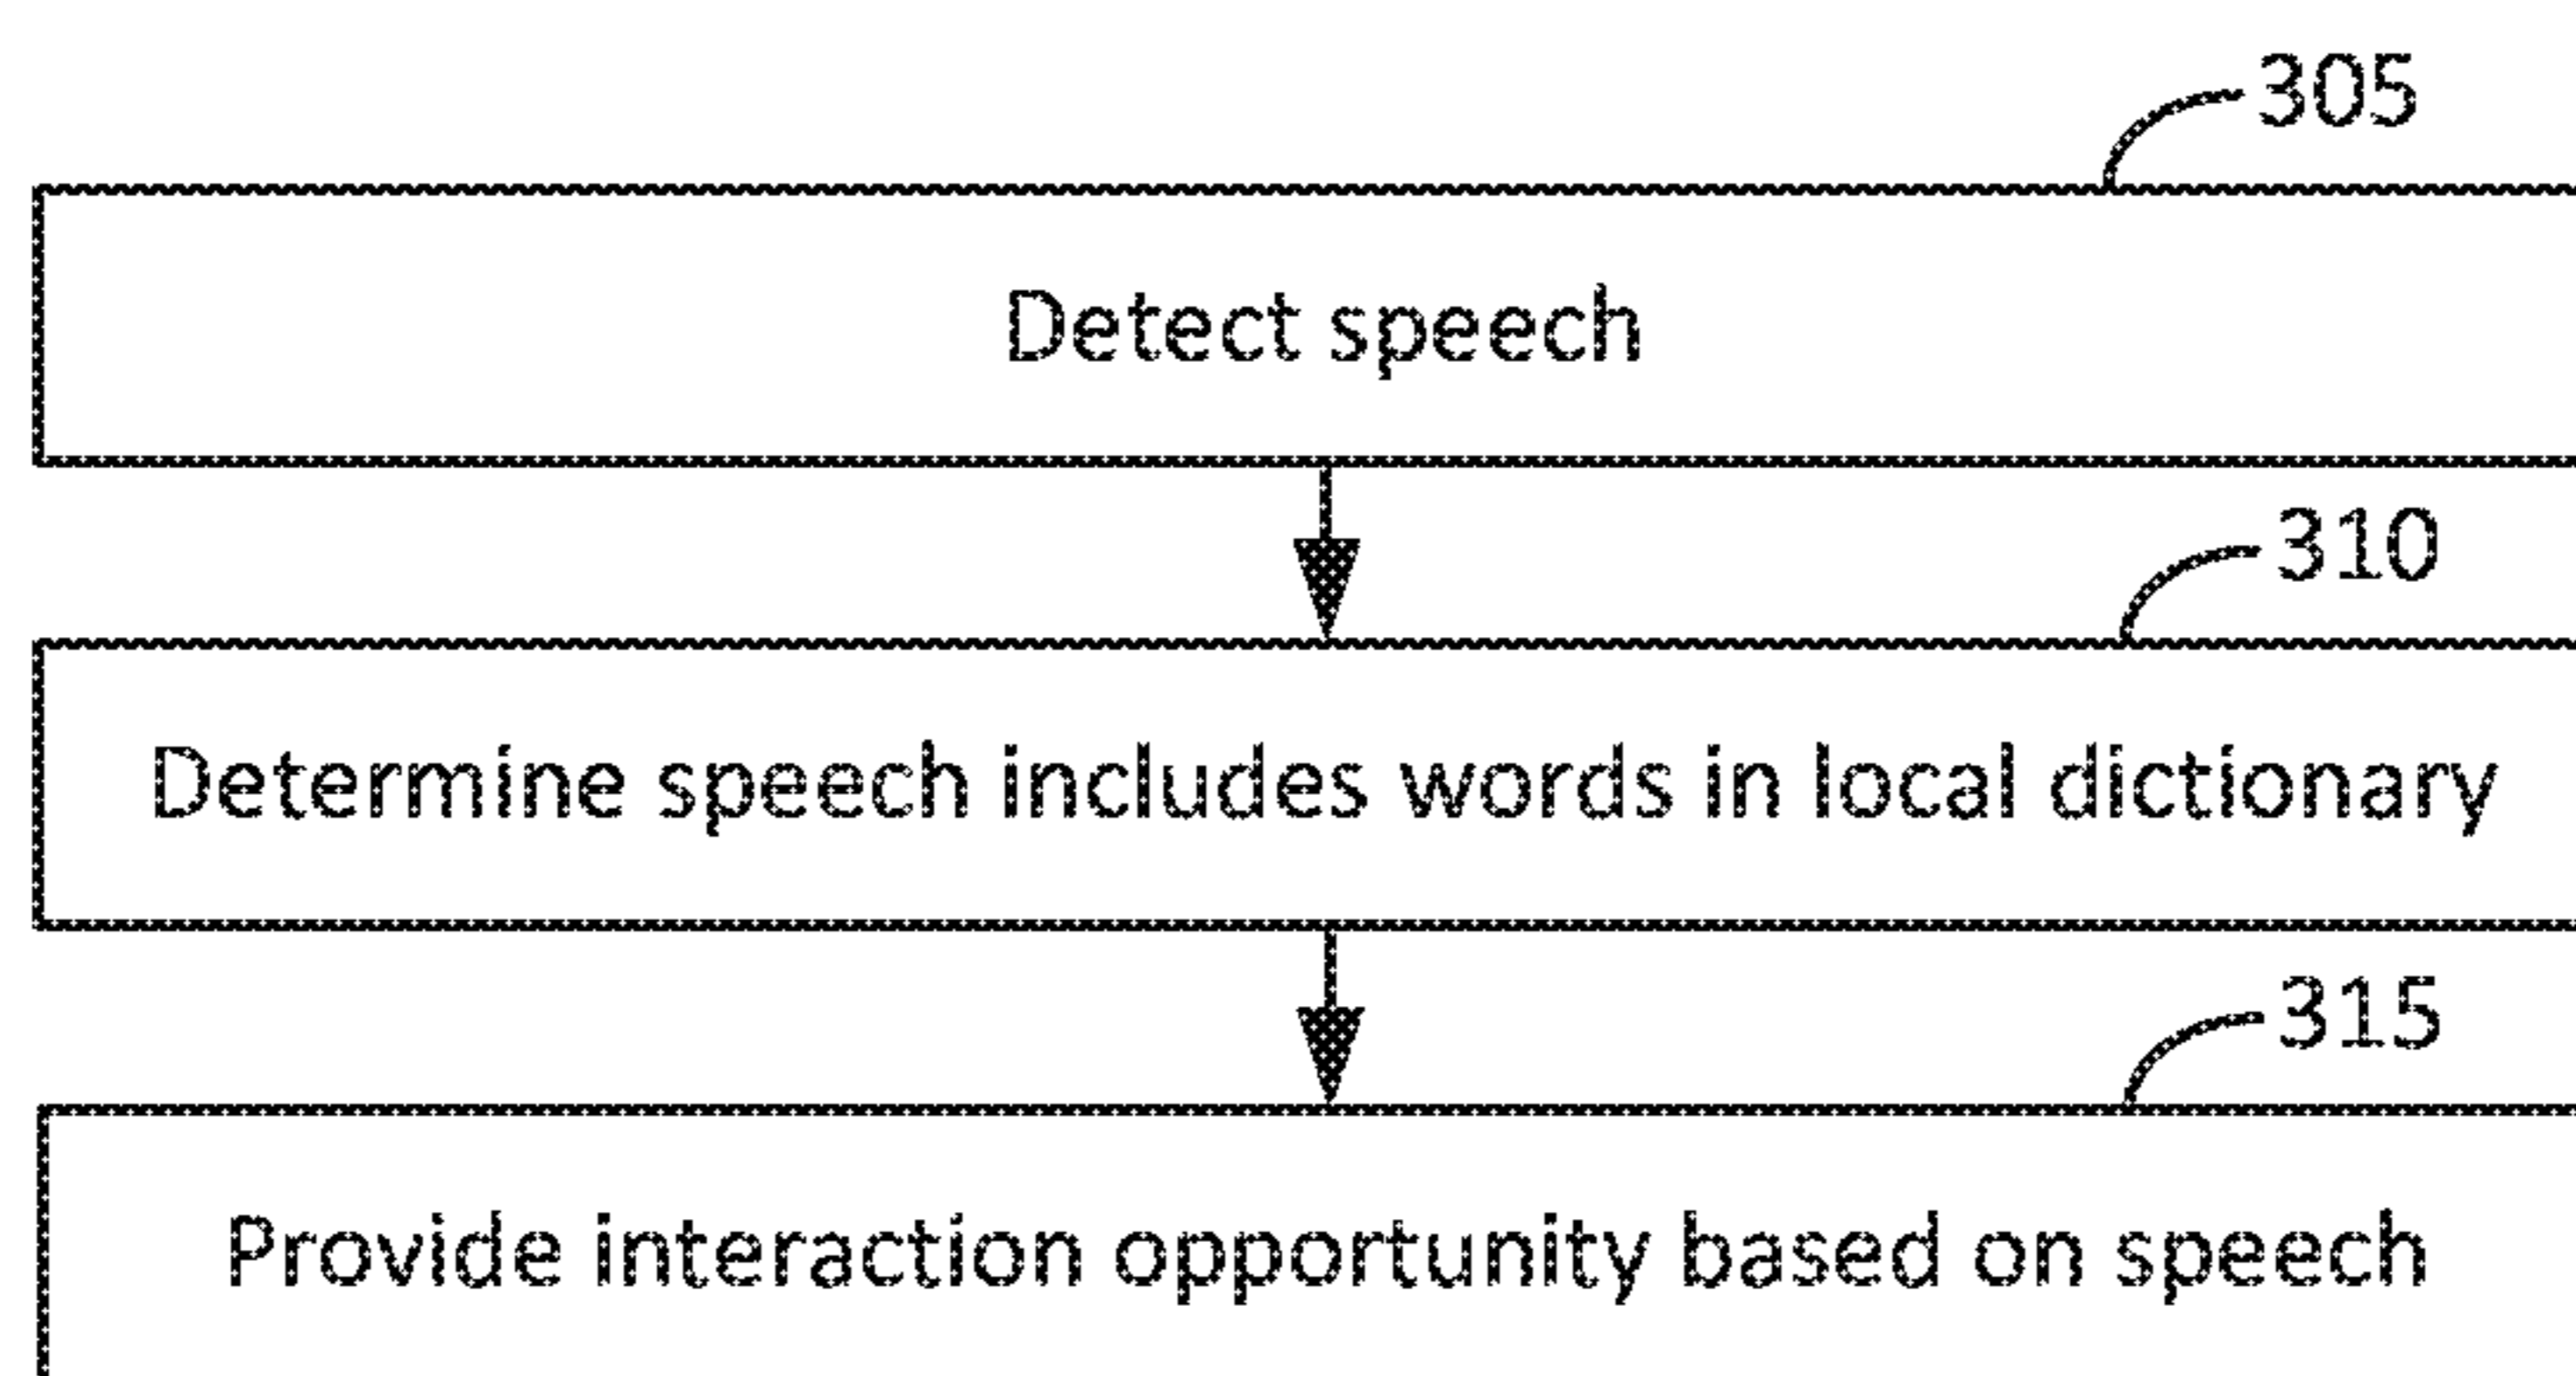 305
Detect speech
310
Determine speech includes words in local dictionary
315
Provide interaction opportunity based on speech